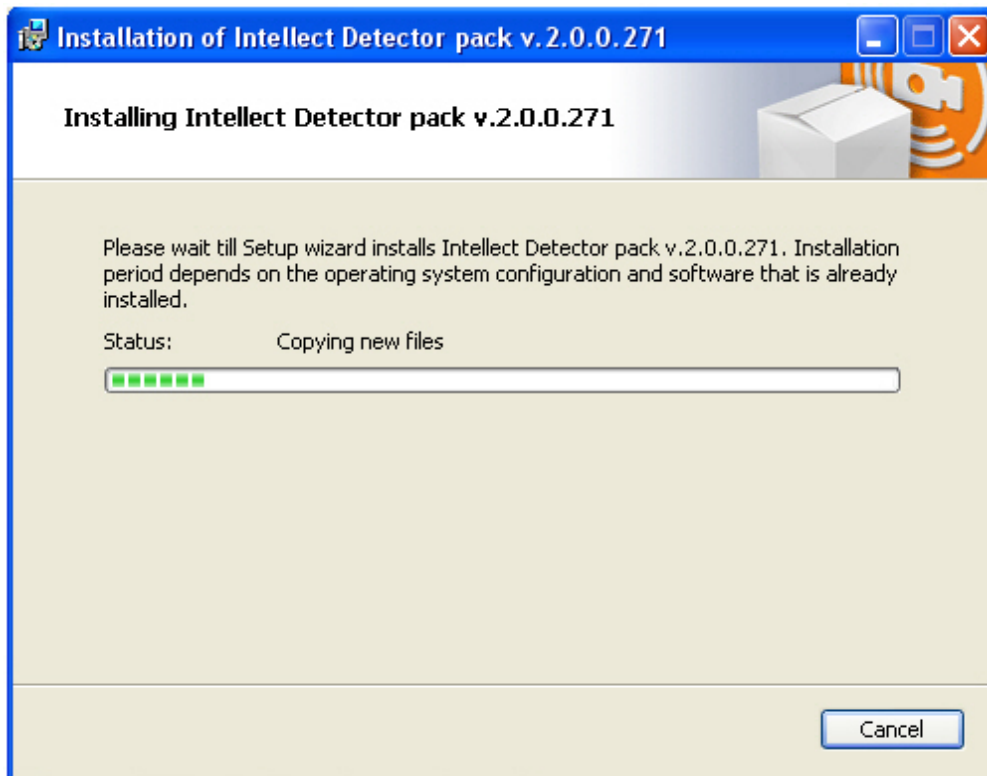 Installation of Intellect Detector pack v.2.0.0.271
Installing Intellect Detector pack v.2.0.0.271
Please wait till Setup wizard installs Intellect Detector pack v.2.0.0.271. Installation
period depends on the operating system configuration and software that is already
installed.
Status: Copying new files
Cancel